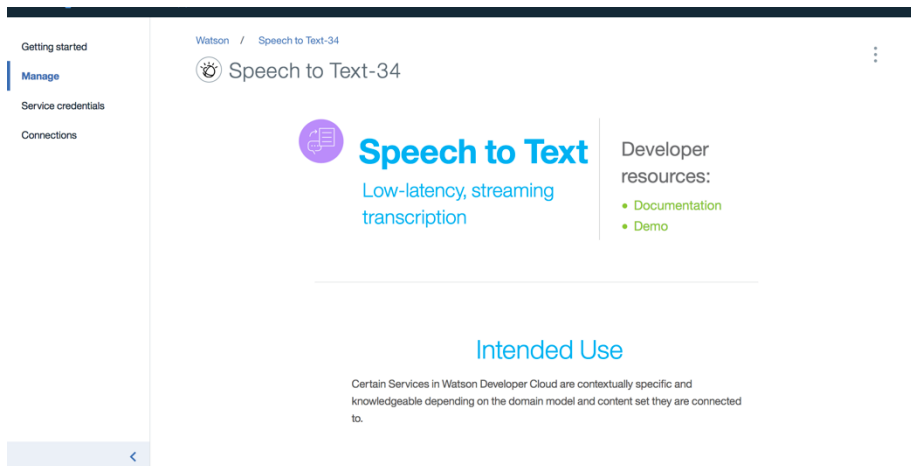 Getting started
Manage
Service credentials
Connections
Watson / Speech to Text-34
Speech to Text-34
Speech to Text
Low-latency, streaming
transcription
Developer
resources:
• Documentation
• Demo
Intended Use
Certain Services in Watson Developer Cloud are contextually specific and
knowledgeable depending on the domain model and content set they are connected
to.